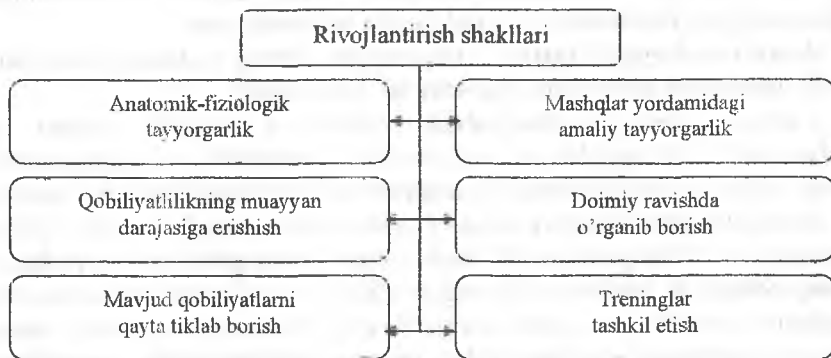 Rivojlantirish shakllari
Anatomik-fiziologik
tayyorgarlik
Mashqlar yordamidagi
amaliy tayyorgarlik
Qobiliyatlilikning muayyan
darajasiga erishish
Doimiy ravishda
o’rganib borish
Mavjud qobiliyatlarni
qayta tiklab borish
Treninglar
tashkil etish